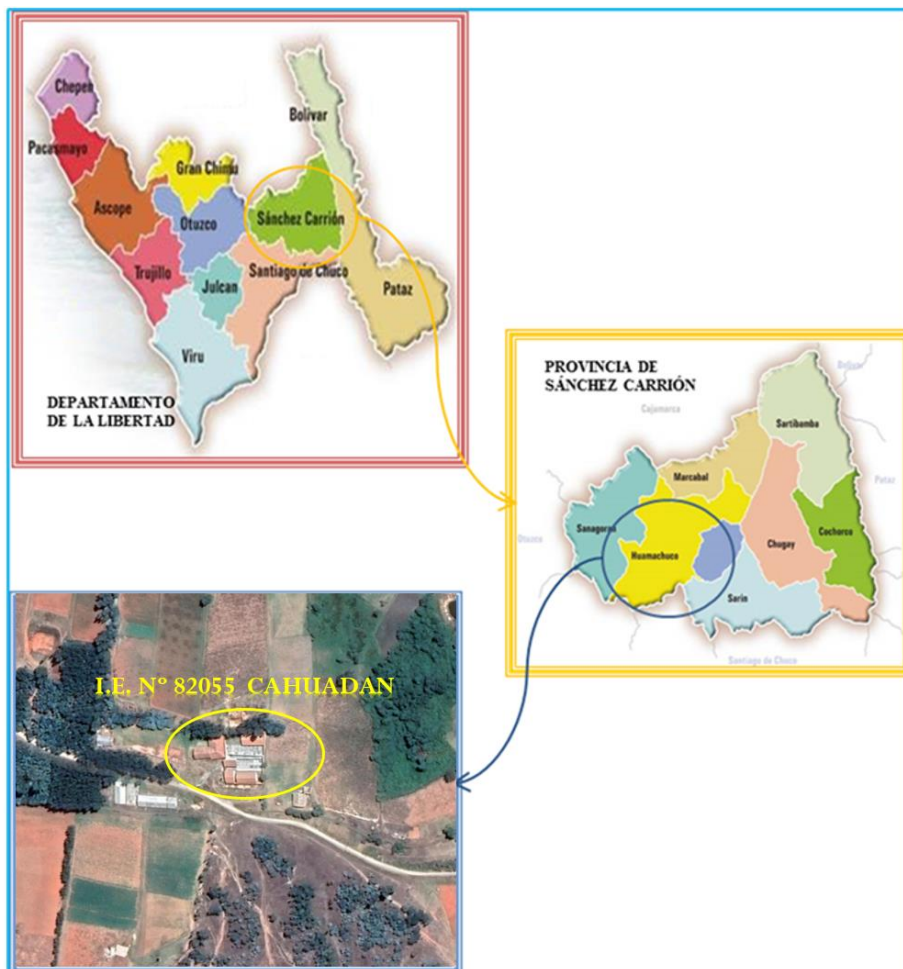 Chepen
Bolivar
Pacasmayo
Gran Chimu
Ascope
Otuzco
Sánchez Carrión
Trujillo
Santiago de Chuco
Julcan
Pataz
Viru
DEPARTAMENTO
DE LA LIBERTAD
PROVINCIA DE
SÁNCHEZ CARRIÓN
Bolivar
Cajamarca
Sartibamba
Marcabal
Pataz
Sanagoran
Cochorco
Otuzco
Huamachuco
Chugay
Sarin
Santiago de Chuco
I.E. Nº 82055 CAHUADAN